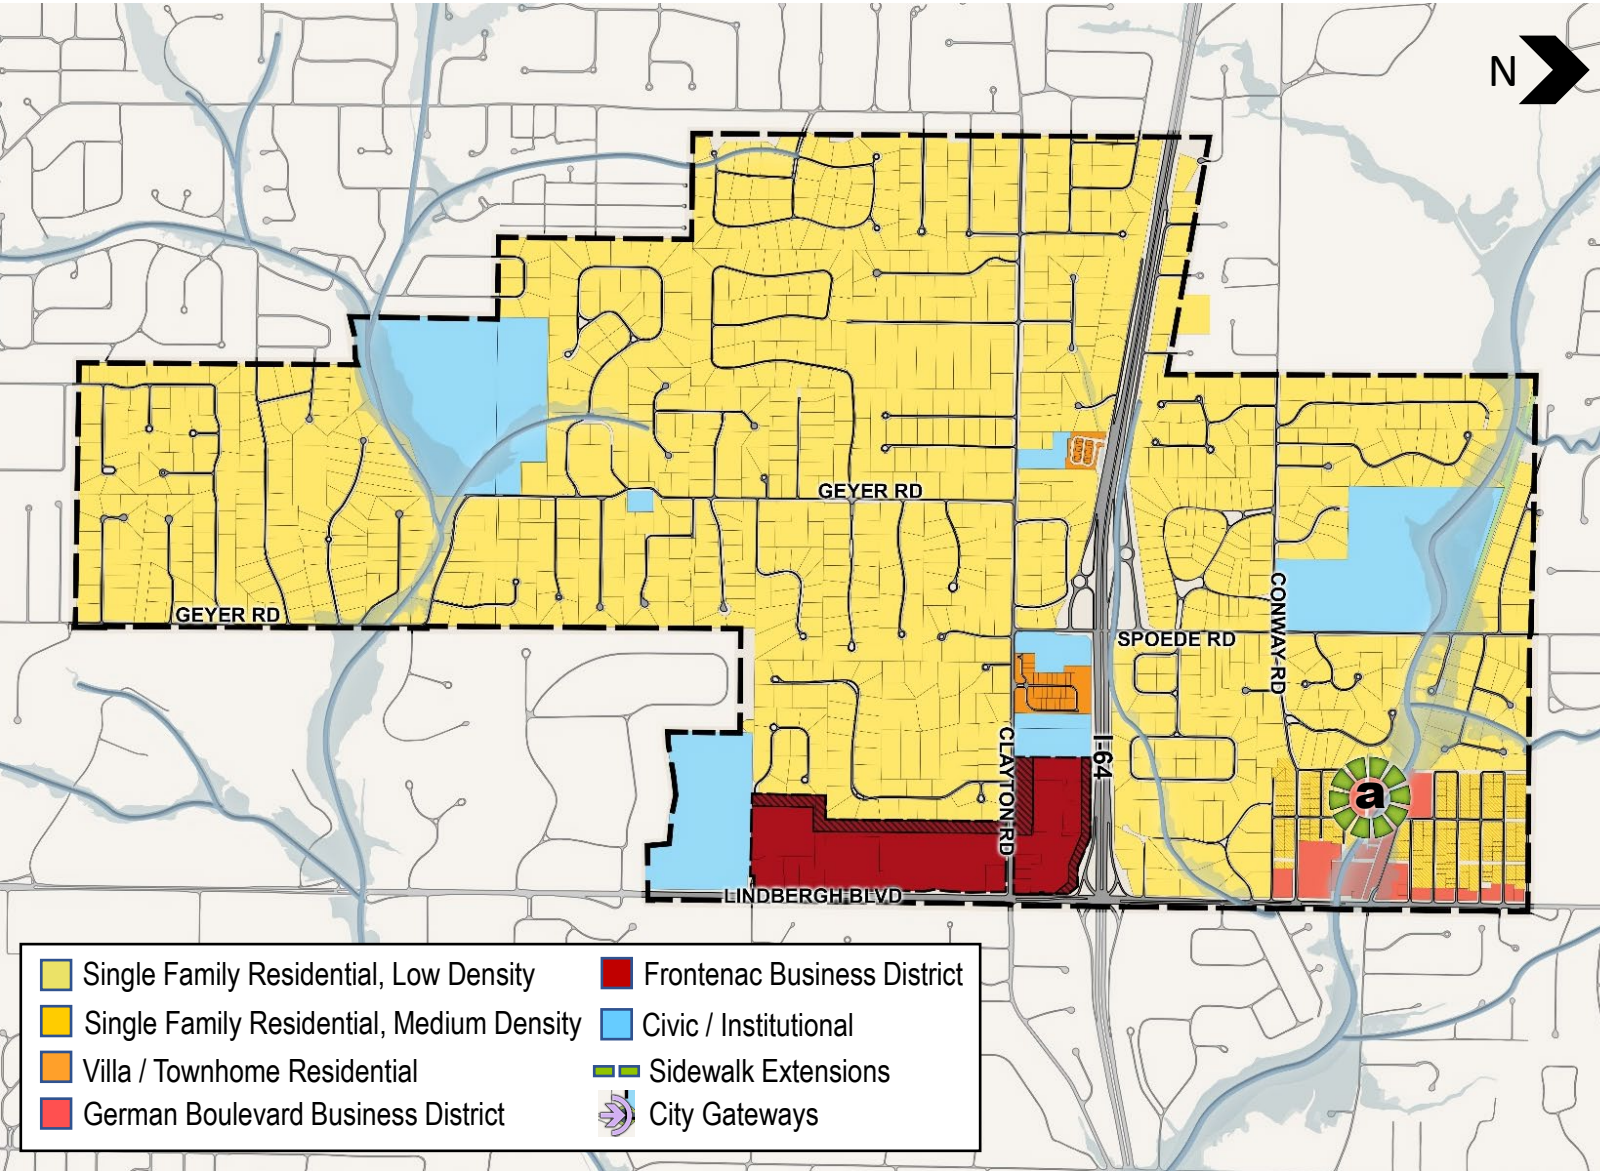 N
GEYER RD
CONWAY RD
GEYER RD
SPOEDE RD
CLAYTON RD
I-64
a
LINDBERGH BLVD
Single Family Residential, Low Density
Single Family Residential, Medium Density
Villa / Townhome Residential
German Boulevard Business District
Frontenac Business District
Civic / Institutional
Sidewalk Extensions
City Gateways